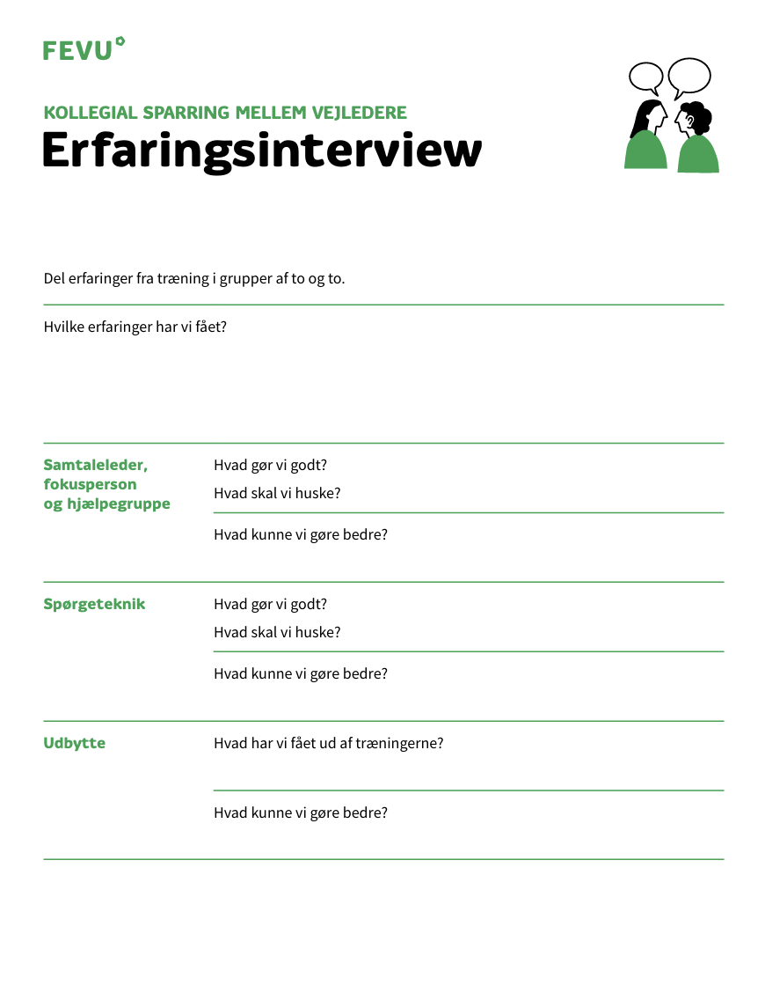 FEVU
KOLLEGIAL SPARRING MELLEM VEJLEDERE
Erfaringsinterview
Del erfaringer fra træning i grupper af to og to.
Hvilke erfaringer har vi fået?
Samtaleleder,
fokusperson
og hjælpegruppe
Hvad gør vi godt?
Hvad skal vi huske?
Hvad kunne vi gøre bedre?
Spørgeteknik
Hvad gør vi godt?
Hvad skal vi huske?
Hvad kunne vi gøre bedre?
Udbytte
Hvad har vi fået ud af træningerne?
Hvad kunne vi gøre bedre?